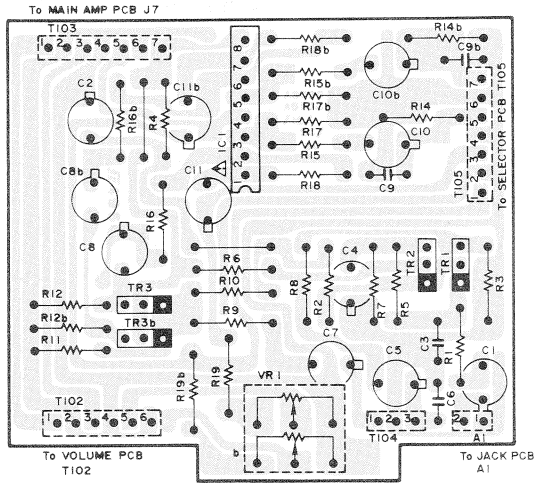 To MAIN AMP PCB J7
T103
1 2 3 4 5 6 7
R14b
C9b
C2
R16b
R4
C11b
8
7
6
5
4
3
2
IC1
R18b
R15b
R17b
R17
R15
R18
C10b
R14
C10
C9
7
6
5
4
3
2
1
T105
T105
To SELECTOR PCB T105
C8b
C11
R16
C8
R6
R10
R9
R8
R2
C4
R7
R5
TR2
TR1
R3
R12
R12b
R11
TR3
TR3b
C7
C3
R1
C1
C5
C6
R19b
R19
VR1
b
T102
1 2 3 4 5 6
1 2 3
T104
2 1
A1
To VOLUME PCB
T102
To JACK PCB
A1